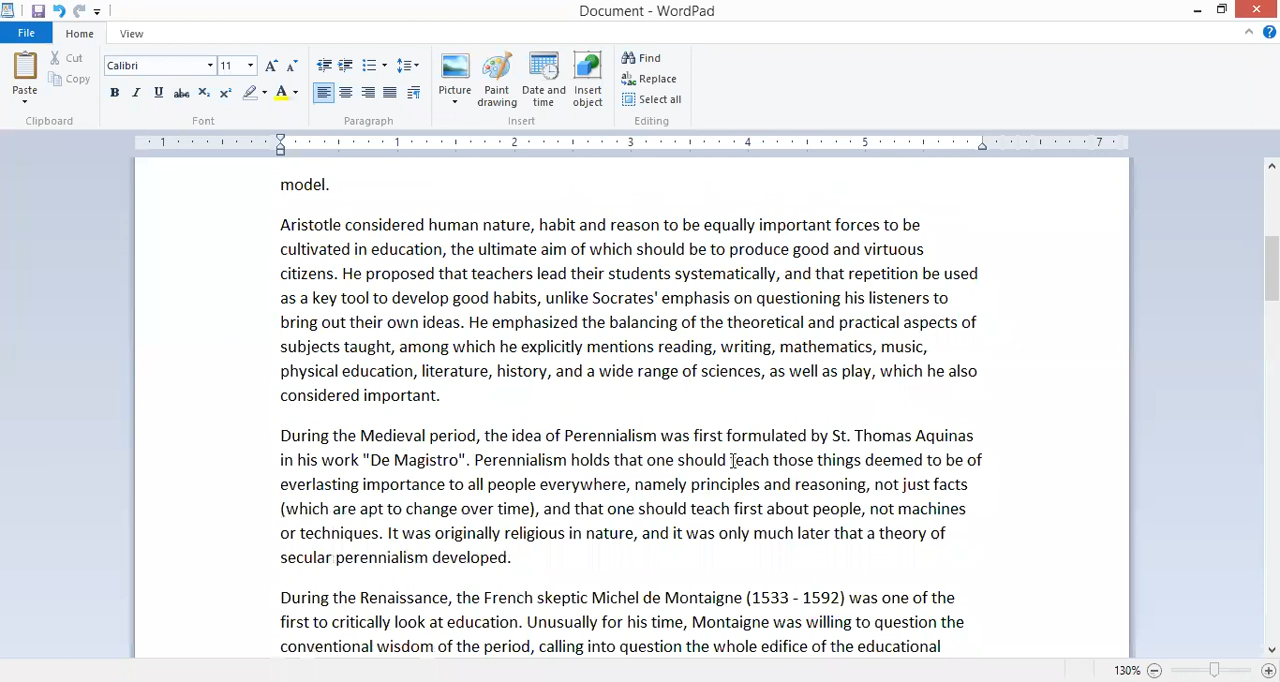 Document - WordPad
File Home View
Paste
Cut
Copy
Clipboard
Calibri 11
B I U abc X₂ X² A
Font
Paragraph
Picture
Paint drawing
Date and time
Insert object
Insert
Find
Replace
Select all
Editing
1 1 2 3 4 5 7
model.
Aristotle considered human nature, habit and reason to be equally important forces to be
cultivated in education, the ultimate aim of which should be to produce good and virtuous
citizens. He proposed that teachers lead their students systematically, and that repetition be used
as a key tool to develop good habits, unlike Socrates' emphasis on questioning his listeners to
bring out their own ideas. He emphasized the balancing of the theoretical and practical aspects of
subjects taught, among which he explicitly mentions reading, writing, mathematics, music,
physical education, literature, history, and a wide range of sciences, as well as play, which he also
considered important.
During the Medieval period, the idea of Perennialism was first formulated by St. Thomas Aquinas
in his work "De Magistro". Perennialism holds that one should teach those things deemed to be of
everlasting importance to all people everywhere, namely principles and reasoning, not just facts
(which are apt to change over time), and that one should teach first about people, not machines
or techniques. It was originally religious in nature, and it was only much later that a theory of
secular perennialism developed.
During the Renaissance, the French skeptic Michel de Montaigne (1533 - 1592) was one of the
first to critically look at education. Unusually for his time, Montaigne was willing to question the
conventional wisdom of the period, calling into question the whole edifice of the educational
130%